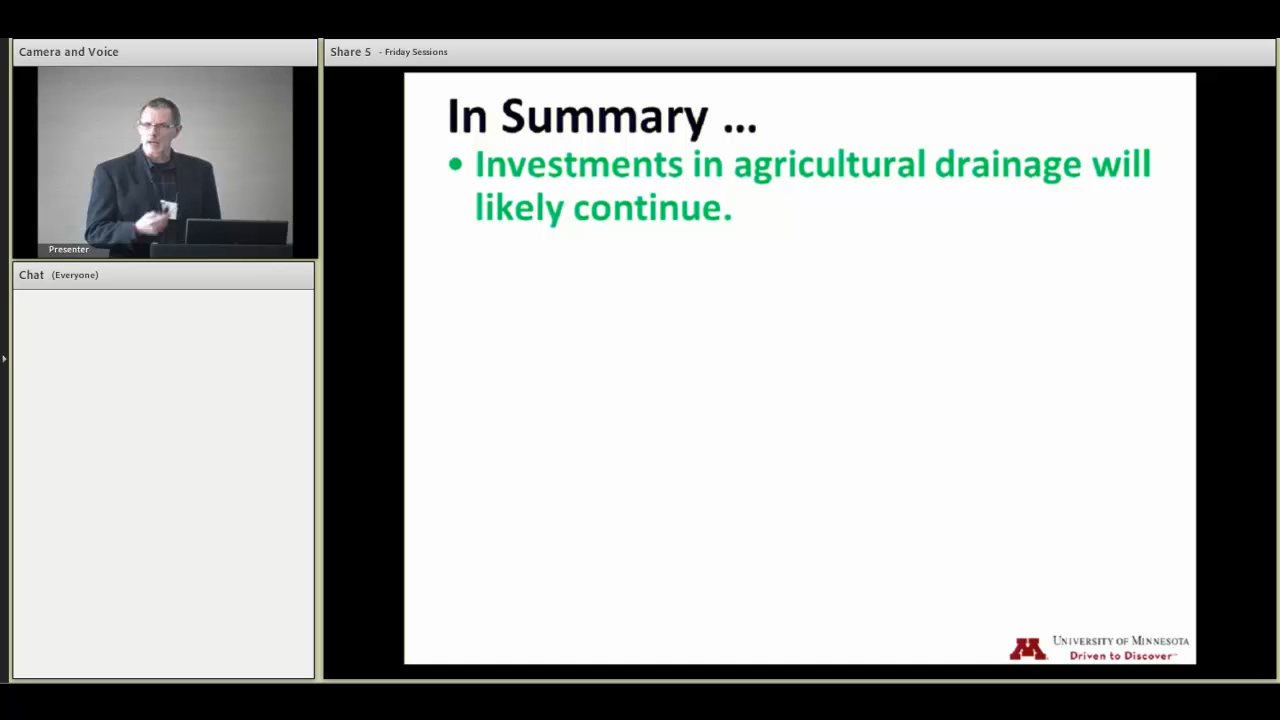 Camera and Voice
Presenter
Chat (Everyone)
Share 5 - Friday Sessions
In Summary ...
• Investments in agricultural drainage will
likely continue.
UNIVERSITY OF MINNESOTA
Driven to Discover™